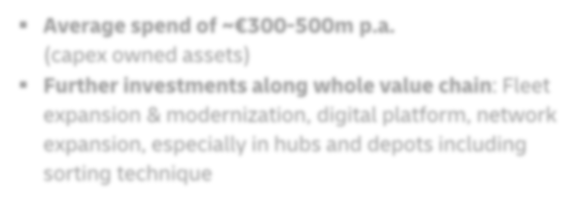 ▪ Average spend of ~€300-500m p.a.
(capex owned assets)
▪ Further investments along whole value chain: Fleet
expansion & modernization, digital platform, network
expansion, especially in hubs and depots including
sorting technique